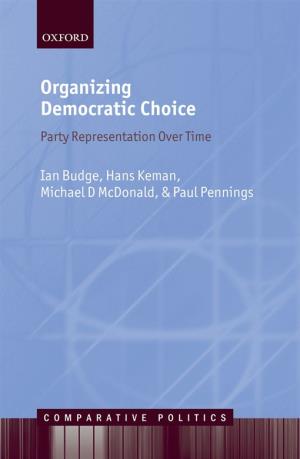 OXFORD
Organizing
Democratic Choice
Party Representation Over Time
Ian Budge, Hans Keman,
Michael D McDonald, & Paul Pennings
COMPARATIVE POLITICS